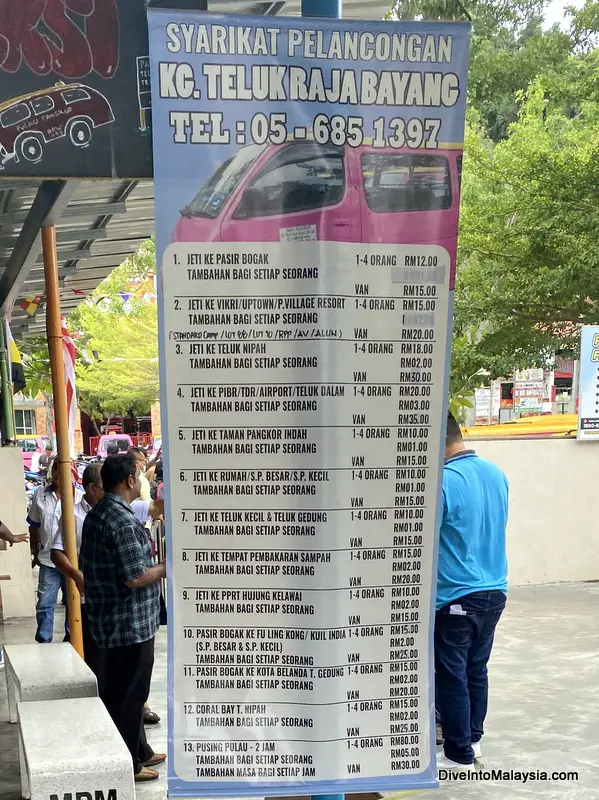 SYARIKAT PELANCONGAN
KG. TELUK RAJA BAYANG
TEL : 05 - 685 1397
PULAU PANGKOR
1. JETI KE PASIR BOGAK 1-4 ORANG RM12.00
TAMBAHAN BAGI SETIAP SEORANG
VAN RM15.00
2. JETI KE VIKRI/UPTOWN/P.VILLAGE RESORT 1-4 ORANG RM15.00
TAMBAHAN BAGI SETIAP SEORANG
(STANDARD CAMP / LOT 88 / LOT 10 / RPP / AV / ALUN) VAN RM20.00
3. JETI KE TELUK NIPAH 1-4 ORANG RM18.00
TAMBAHAN BAGI SETIAP SEORANG RM02.00
VAN RM30.00
4. JETI KE PIBR/TDR/AIRPORT/TELUK DALAM 1-4 ORANG RM20.00
TAMBAHAN BAGI SETIAP SEORANG RM03.00
VAN RM35.00
5. JETI KE TAMAN PANGKOR INDAH 1-4 ORANG RM10.00
TAMBAHAN BAGI SETIAP SEORANG RM01.00
VAN RM15.00
6. JETI KE RUMAH/S.P. BESAR/S.P. KECIL 1-4 ORANG RM10.00
TAMBAHAN BAGI SETIAP SEORANG RM01.00
VAN RM15.00
7. JETI KE TELUK KECIL & TELUK GEDUNG 1-4 ORANG RM10.00
TAMBAHAN BAGI SETIAP SEORANG RM01.00
VAN RM15.00
8. JETI KE TEMPAT PEMBAKARAN SAMPAH 1-4 ORANG RM15.00
TAMBAHAN BAGI SETIAP SEORANG RM02.00
VAN RM20.00
9. JETI KE PPRT HUJUNG KELAWAI 1-4 ORANG RM10.00
TAMBAHAN BAGI SETIAP SEORANG RM02.00
VAN RM15.00
10. PASIR BOGAK KE FU LING KONG/ KUIL INDIA 1-4 ORANG RM15.00
(S.P. BESAR & S.P. KECIL) RM2.00
TAMBAHAN BAGI SETIAP SEORANG VAN RM25.00
11. PASIR BOGAK KE KOTA BELANDA T. GEDUNG 1-4 ORANG RM15.00
TAMBAHAN BAGI SETIAP SEORANG RM02.00
VAN RM20.00
12. CORAL BAY T. NIPAH 1-4 ORANG RM15.00
TAMBAHAN BAGI SETIAP SEORANG RM02.00
VAN RM25.00
13. PUSING PULAU - 2 JAM 1-4 ORANG RM80.00
TAMBAHAN BAGI SETIAP SEORANG RM05.00
TAMBAHAN MASA BAGI SETIAP JAM VAN RM30.00
MPM
DiveIntoMalaysia.com